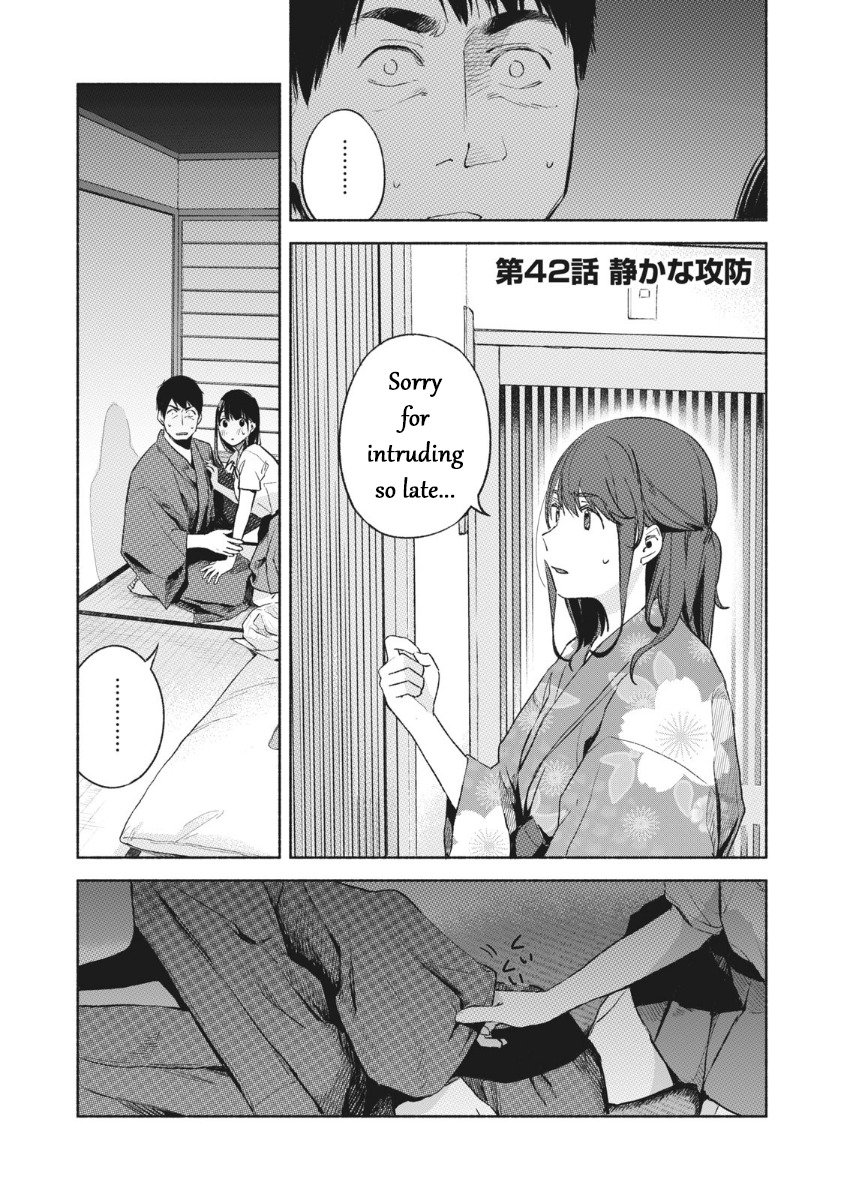 ………
第42話 静かな攻防
Sorry
for
intruding
so late...
………
くい
くい